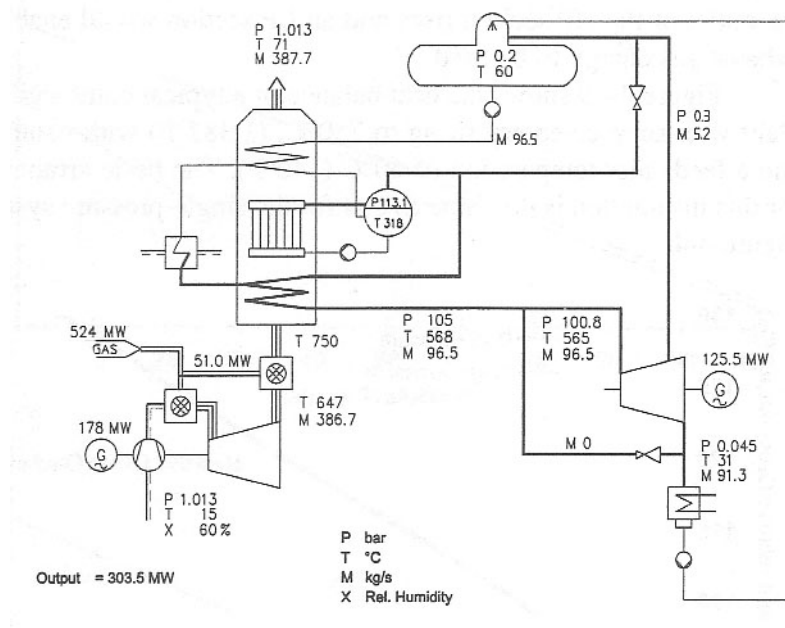 P 1.013
T 71
M 387.7
P 0.2
T 60
P 0.3
M 5.2
M 96.5
P113.1
T318
524 MW
GAS
51.0 MW
T 750
P 105
T 568
M 96.5
P 100.8
T 565
M 96.5
125.5 MW
G
T 647
M 386.7
178 MW
G
M 0
P 0.045
T 31
M 91.3
P 1.013
T 15
X 60%
P bar
T °C
M kg/s
X Rel. Humidity
Output = 303.5 MW